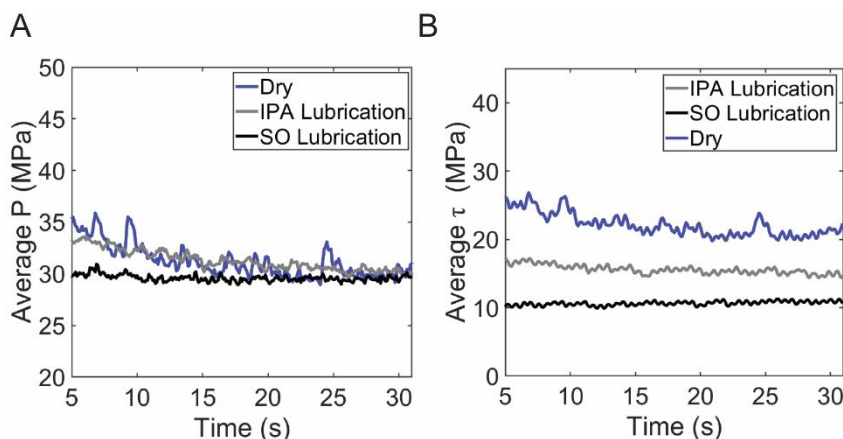 A
50
45
40
35
30
25
20
Average P (MPa)
Dry
IPA Lubrication
SO Lubrication
5 10 15 20 25 30
Time (s)
B
40
30
20
10
0
Average τ (MPa)
IPA Lubrication
SO Lubrication
Dry
5 10 15 20 25 30
Time (s)